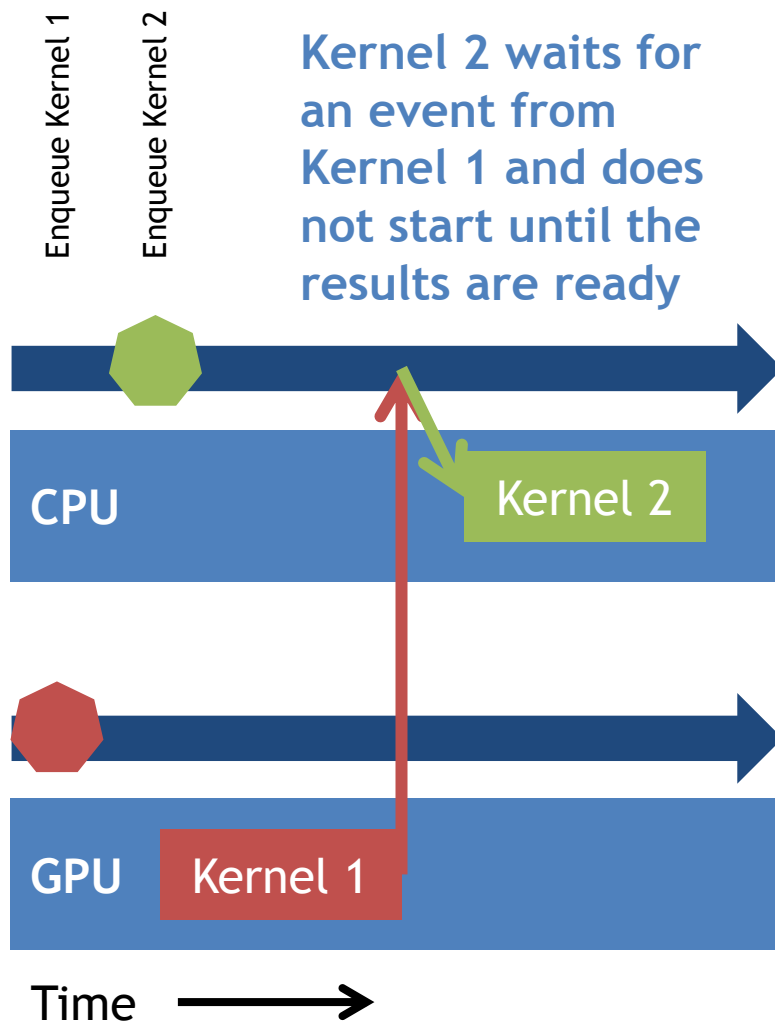 Enqueue Kernel 1
Enqueue Kernel 2
Kernel 2 waits for
an event from
Kernel 1 and does
not start until the
results are ready
CPU
Kernel 2
GPU
Kernel 1
Time